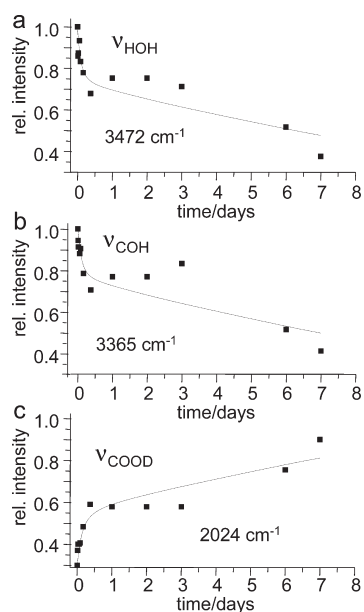 a
rel. intensity
1.0
0.8
0.6
0.4
νHOH
3472 cm-1
0 1 2 3 4 5 6 7 8
time/days
b
rel. intensity
1.0
0.8
0.6
0.4
νCOH
3365 cm-1
0 1 2 3 4 5 6 7 8
time/days
c
rel. intensity
1.0
0.8
0.6
0.4
νCOOD
2024 cm-1
0 1 2 3 4 5 6 7 8
time/days